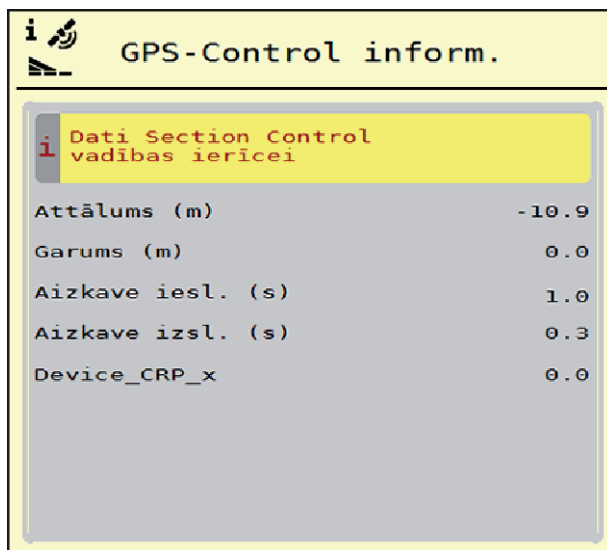 i
GPS-Control inform.
i
Dati Section Control
vadības ierīcei
Attālums (m) -10.9
Garums (m) 0.0
Aizkave iesl. (s) 1.0
Aizkave izsl. (s) 0.3
Device_CRP_x 0.0